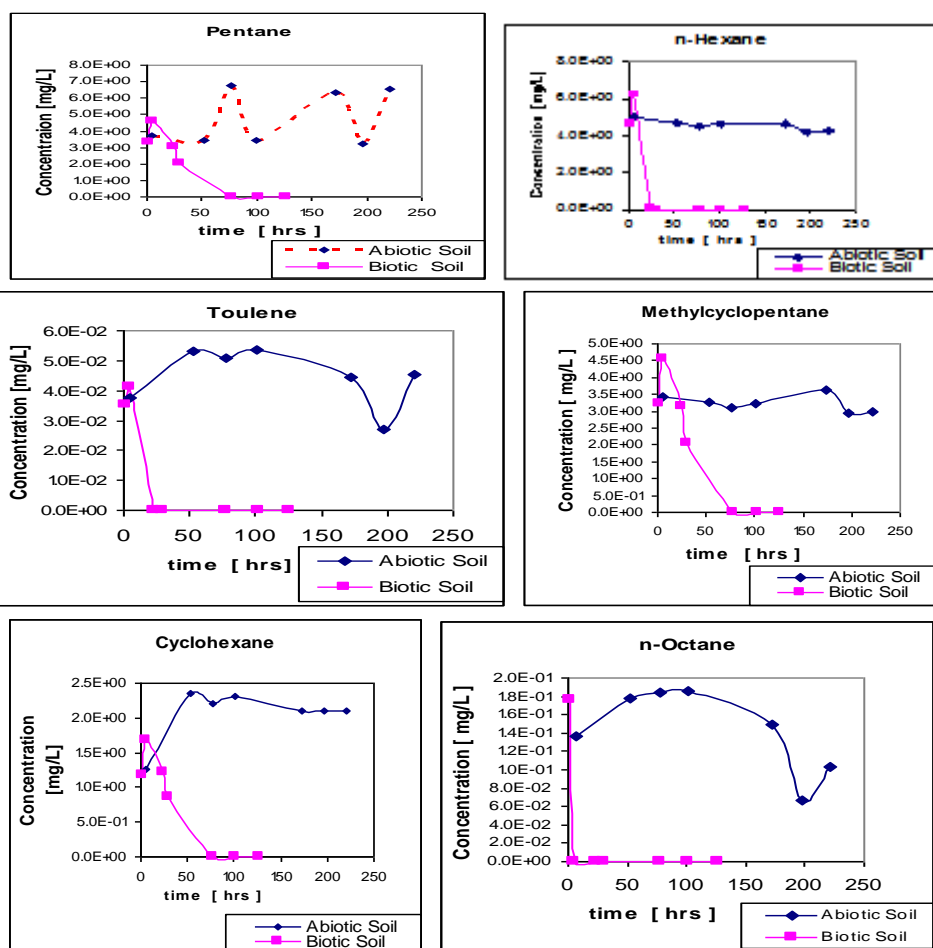 Pentane
Concentraion [mg/L]
8.0E+00
7.0E+00
6.0E+00
5.0E+00
4.0E+00
3.0E+00
2.0E+00
1.0E+00
0.0E+00
0 50 100 150 200 250
time [ hrs]
Abiotic Soil
Biotic Soil
n-Hexane
Concentration [mg/L]
8.0E+00
6.0E+00
4.0E+00
2.0E+00
0.0E+00
0 50 100 150 200 250
time [ hrs]
Abiotic Soil
Biotic Soil
Toulene
Concentration [mg/L]
6.0E-02
5.0E-02
4.0E-02
3.0E-02
2.0E-02
1.0E-02
0.0E+00
0 50 100 150 200 250
time [ hrs]
Abiotic Soil
Biotic Soil
Methylcyclopentane
Concentration [ mg/L ]
5.0E+00
4.5E+00
4.0E+00
3.5E+00
3.0E+00
2.5E+00
2.0E+00
1.5E+00
1.0E+00
5.0E-01
0.0E+00
0 50 100 150 200 250
time [ hrs]
Abiotic Soil
Biotic Soil
Cyclohexane
Concentration
[mg/L]
2.5E+00
2.0E+00
1.5E+00
1.0E+00
5.0E-01
0.0E+00
0 50 100 150 200 250
time [ hrs]
Abiotic Soil
Biotic Soil
n-Octane
Concentration [ mg/L]
2.0E-01
1.8E-01
1.6E-01
1.4E-01
1.2E-01
1.0E-01
8.0E-02
6.0E-02
4.0E-02
2.0E-02
0.0E+00
0 50 100 150 200 250
time [ hrs]
Abiotic Soil
Biotic Soil